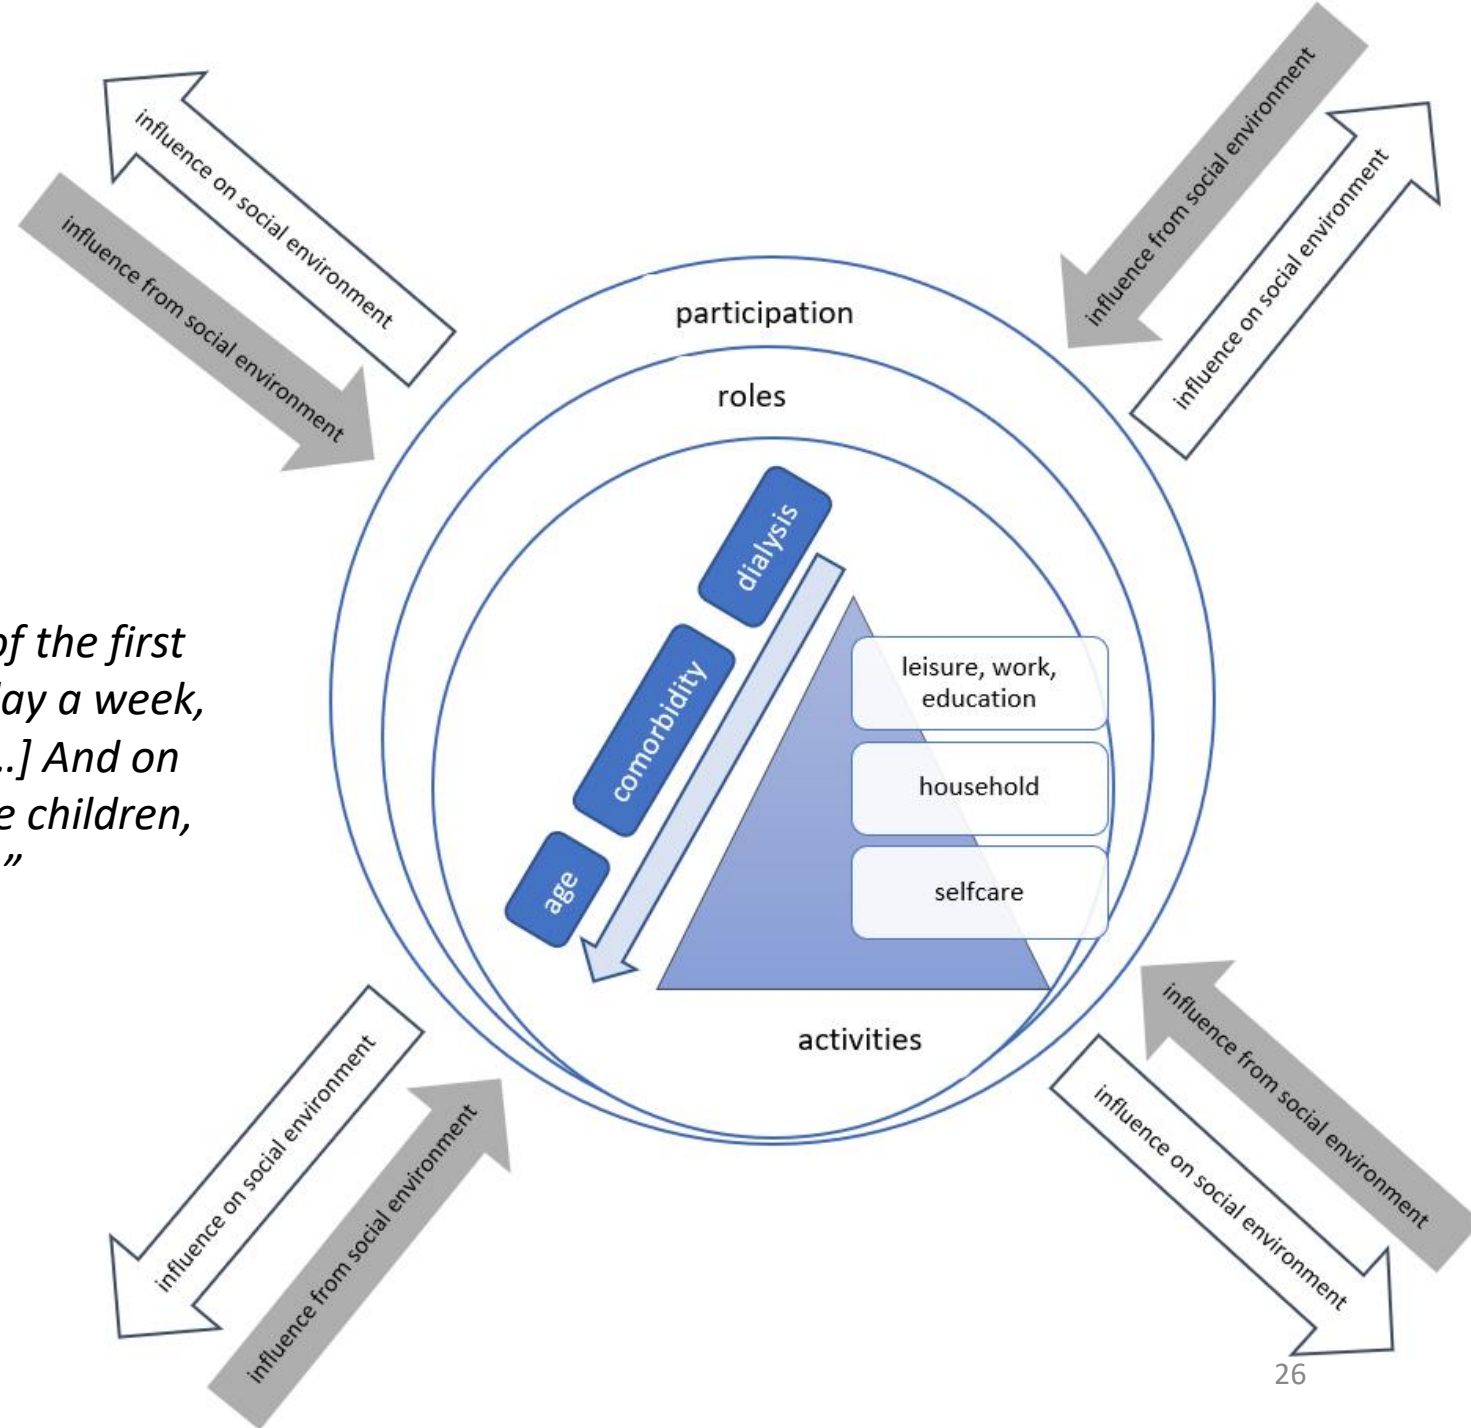 influence on social environment
influence from social environment
influence from social environment
influence on social environment
participation
roles
dialysis
comorbidity
age
leisure, work,
education
household
selfcare
activities
of the first
lay a week,
..] And on
e children,
”
influence on social environment
influence from social environment
influence from social environment
influence on social environment
26